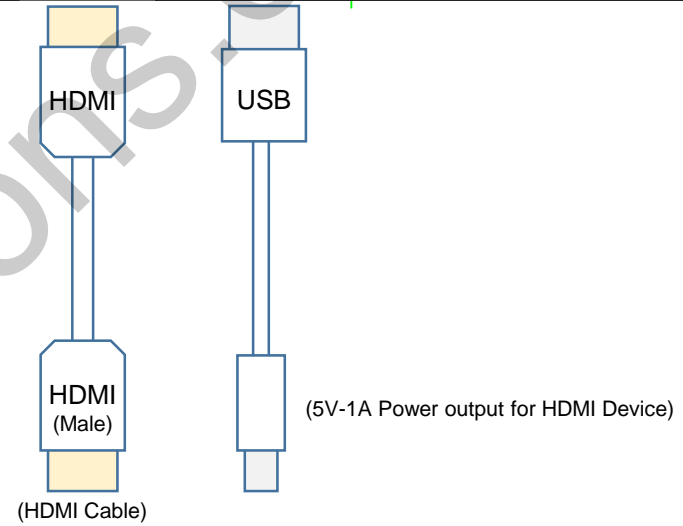 HDMI
USB
HDMI
(Male)
(5V-1A Power output for HDMI Device)
(HDMI Cable)